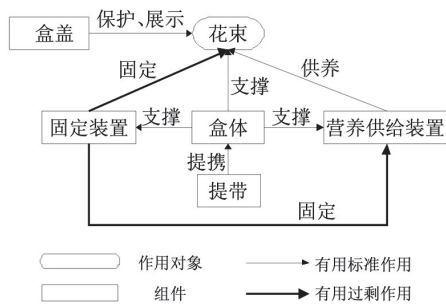 盒盖
保护、展示
花束
固定
支撑
供养
固定装置
支撑
盒体
支撑
营养供给装置
提携
提带
固定
作用对象
有用标准作用
组件
有用过剩作用